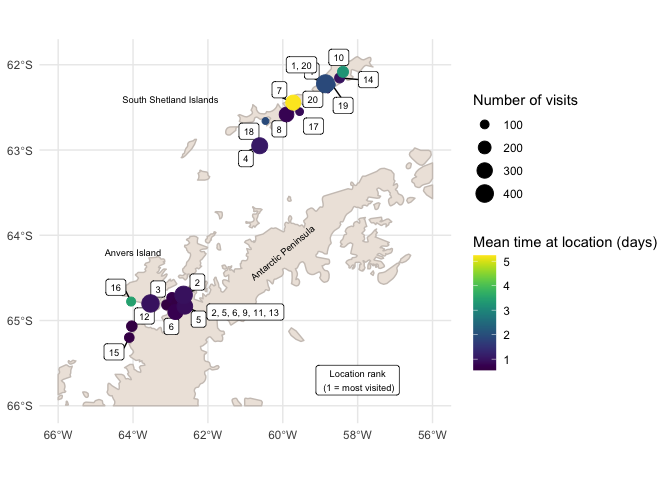 62°S
63°S
64°S
65°S
66°S
66°W
64°W
62°W
60°W
58°W
56°W
South Shetland Islands
Anvers Island
Antarctic Peninsula
10
1, 20
14
7
20
19
17
8
18
4
16
3
2
2, 5, 6, 9, 11, 13
12
6
5
15
Location rank
(1 = most visited)
Number of visits
100
200
300
400
Mean time at location (days)
5
4
3
2
1